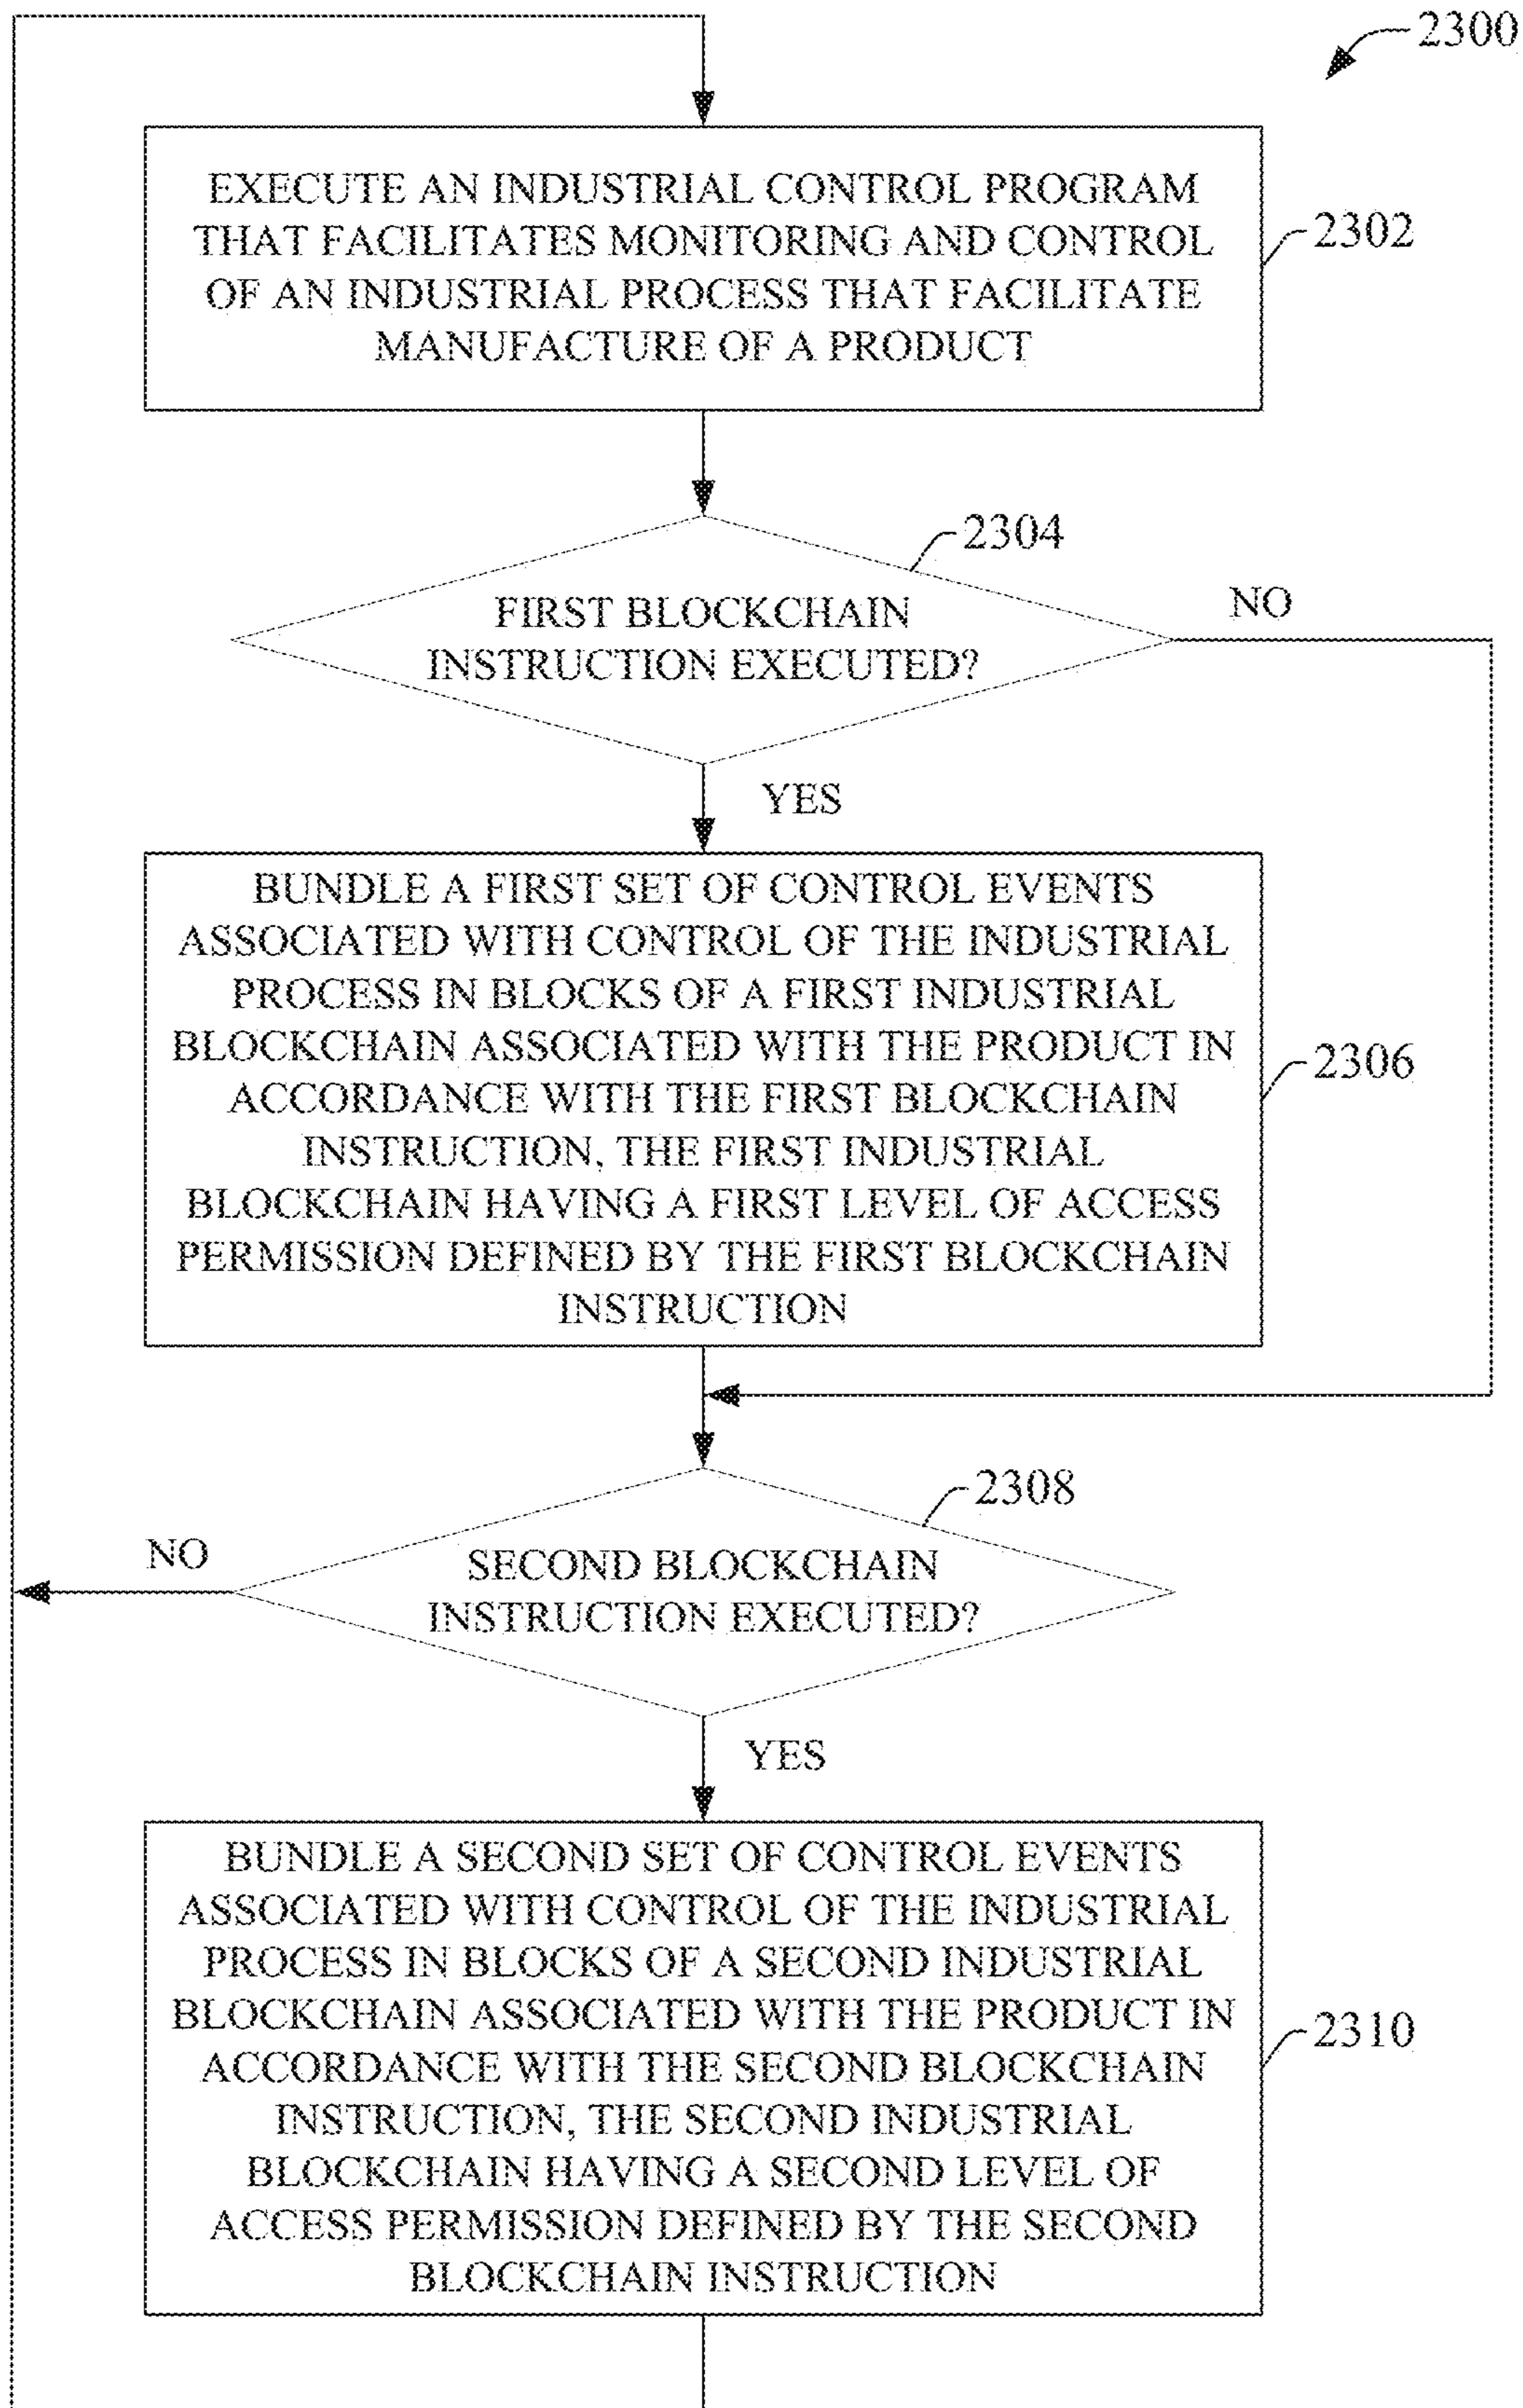 2300
EXECUTE AN INDUSTRIAL CONTROL PROGRAM
THAT FACILITATES MONITORING AND CONTROL
OF AN INDUSTRIAL PROCESS THAT FACILITATE
MANUFACTURE OF A PRODUCT
2302
2304
FIRST BLOCKCHAIN
INSTRUCTION EXECUTED?
NO
YES
BUNDLE A FIRST SET OF CONTROL EVENTS
ASSOCIATED WITH CONTROL OF THE INDUSTRIAL
PROCESS IN BLOCKS OF A FIRST INDUSTRIAL
BLOCKCHAIN ASSOCIATED WITH THE PRODUCT IN
ACCORDANCE WITH THE FIRST BLOCKCHAIN
INSTRUCTION, THE FIRST INDUSTRIAL
BLOCKCHAIN HAVING A FIRST LEVEL OF ACCESS
PERMISSION DEFINED BY THE FIRST BLOCKCHAIN
INSTRUCTION
2306
2308
NO
SECOND BLOCKCHAIN
INSTRUCTION EXECUTED?
YES
BUNDLE A SECOND SET OF CONTROL EVENTS
ASSOCIATED WITH CONTROL OF THE INDUSTRIAL
PROCESS IN BLOCKS OF A SECOND INDUSTRIAL
BLOCKCHAIN ASSOCIATED WITH THE PRODUCT IN
ACCORDANCE WITH THE SECOND BLOCKCHAIN
INSTRUCTION, THE SECOND INDUSTRIAL
BLOCKCHAIN HAVING A SECOND LEVEL OF
ACCESS PERMISSION DEFINED BY THE SECOND
BLOCKCHAIN INSTRUCTION
2310